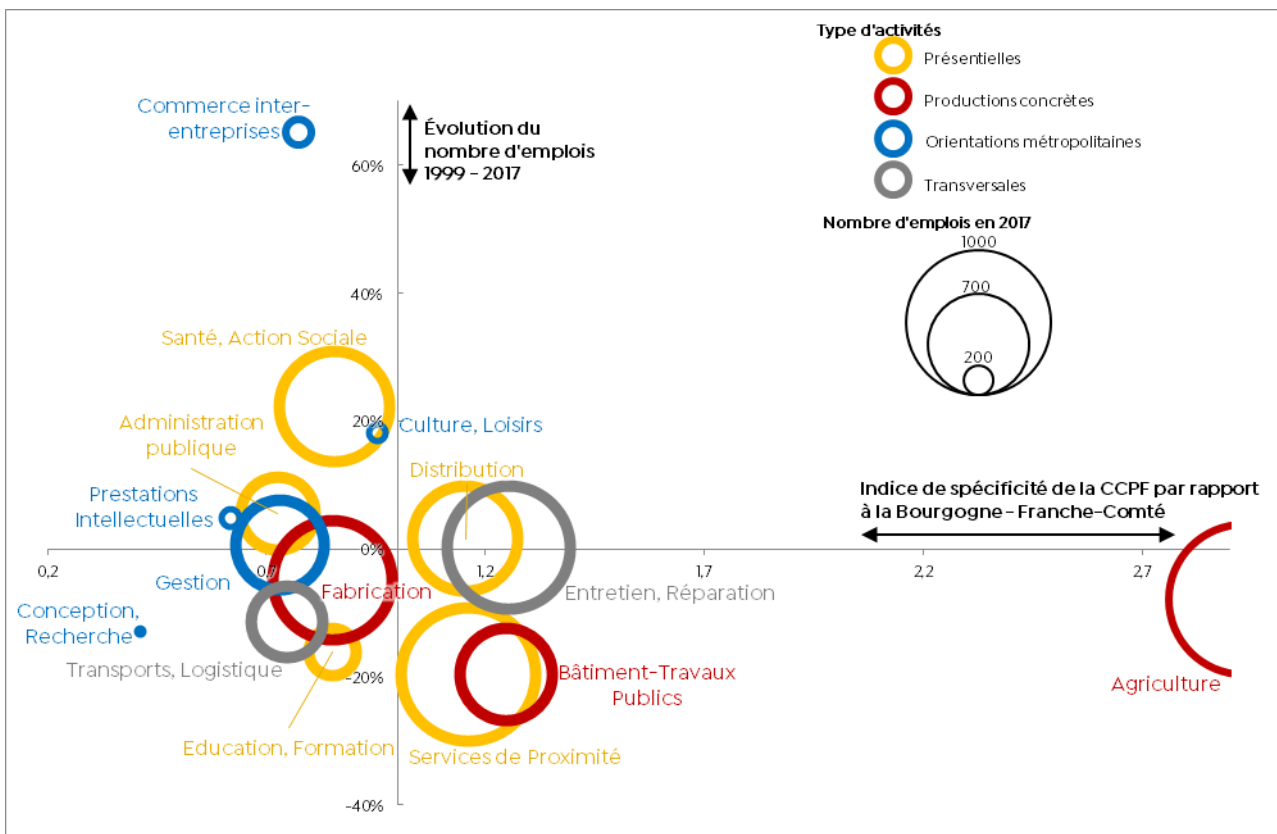 Type d'activités
Présentielles
Productions concrètes
Orientations métropolitaines
Transversales
Nombre d'emplois en 2017
1000
700
200
Commerce inter-
entreprises
Évolution du
nombre d'emplois
1999 - 2017
60%
40%
Santé, Action Sociale
20%
Culture, Loisirs
Administration
publique
Distribution
Prestations
Intellectuelles
Indice de spécificité de la CCPF par rapport
à la Bourgogne - Franche-Comté
0%
0,2
0,7
1,2
1,7
2,2
2,7
Gestion
Fabrication
Entretien, Réparation
Conception,
Recherche
Transports, Logistique
-20%
Bâtiment-Travaux
Publics
Agriculture
Education, Formation
Services de Proximité
-40%